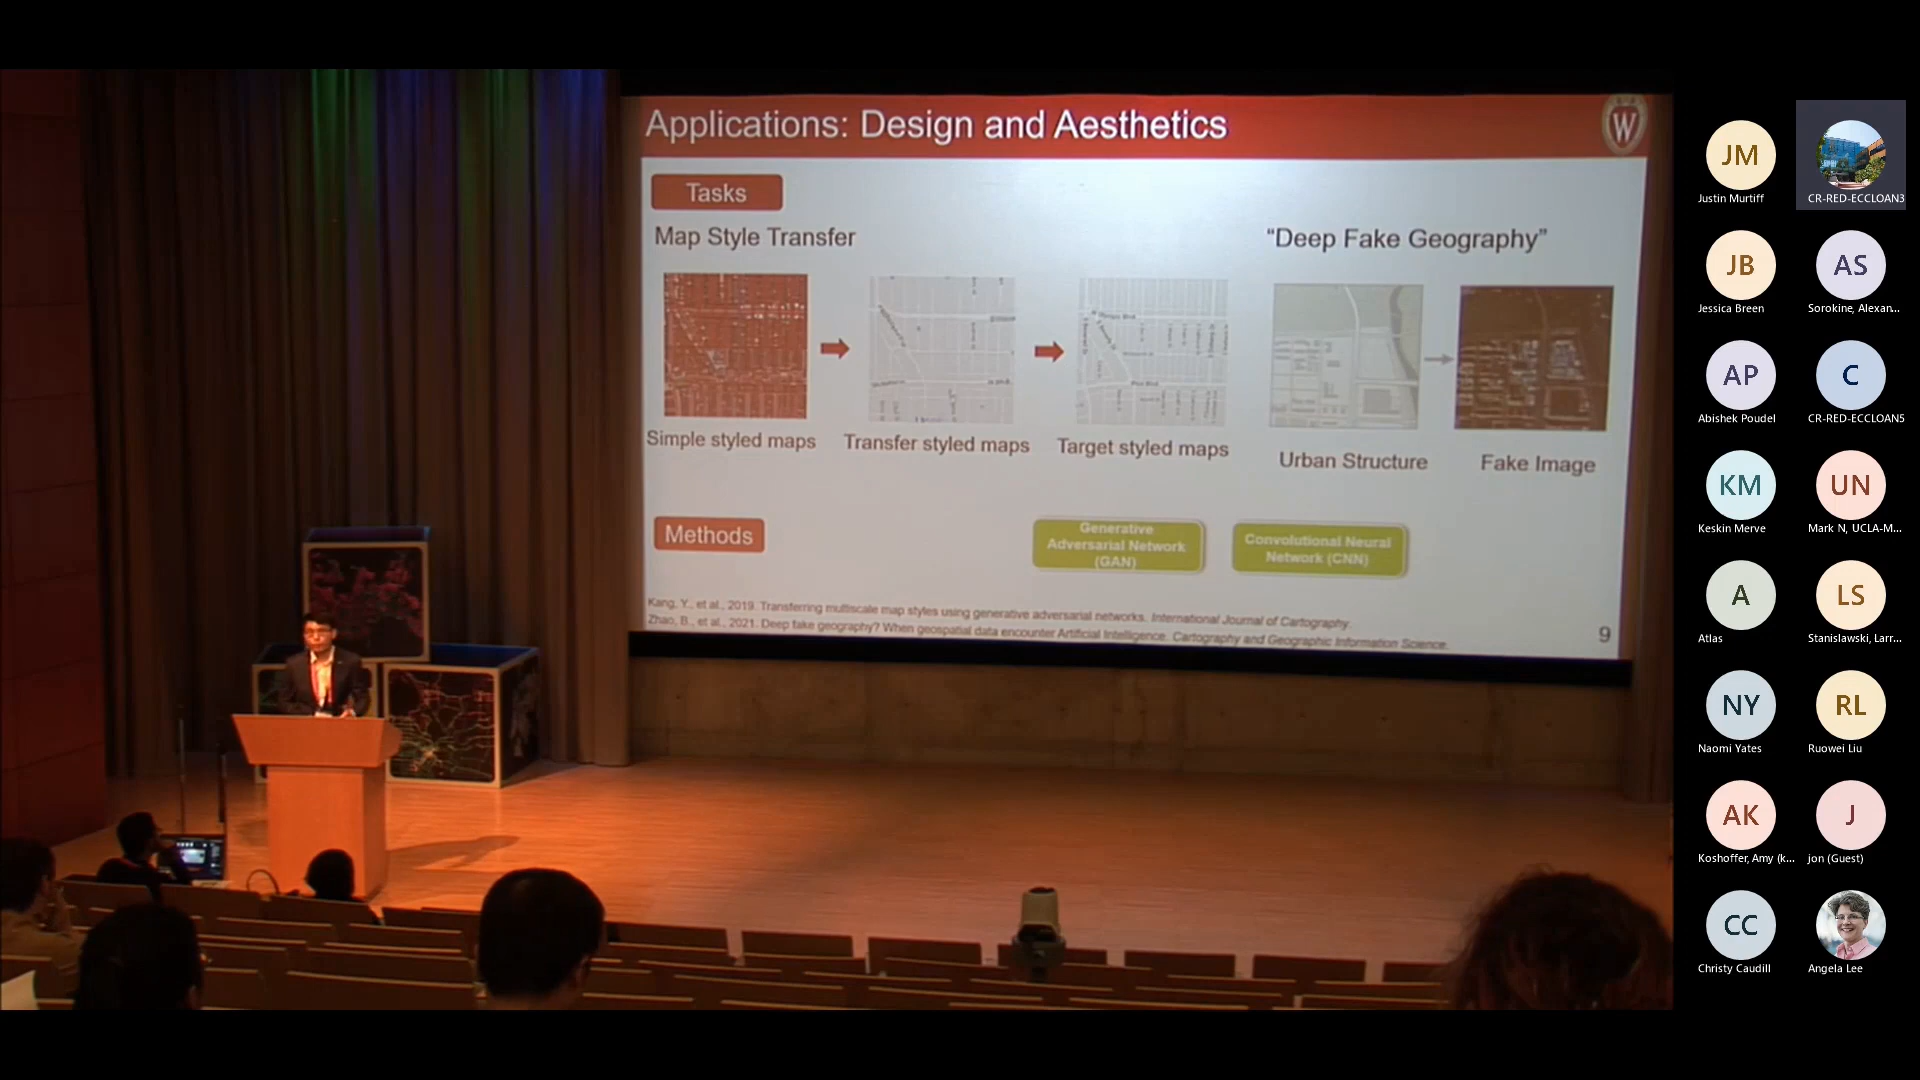 Applications: Design and Aesthetics
W
Tasks
Map Style Transfer
“Deep Fake Geography”
Simple styled maps
Transfer styled maps
Target styled maps
Urban Structure
Fake Image
Methods
Generative
Adversarial Network
(GAN)
Convolutional Neural
Network (CNN)
Kang, Y., et al., 2019. Transferring multiscale map styles using generative adversarial networks. International Journal of Cartography.
Zhao, B., et al., 2021. Deep fake geography? When geospatial data encounter Artificial Intelligence. Cartography and Geographic Information Science.
9
JM
Justin Murtiff
CR-RED-ECCLOAN3
JB
Jessica Breen
AS
Sorokine, Alexan...
AP
Abishek Poudel
C
CR-RED-ECCLOAN5
KM
Keskin Merve
UN
Mark N, UCLA-M...
A
Atlas
LS
Stanislawski, Larr...
NY
Naomi Yates
RL
Ruowei Liu
AK
Koshoffer, Amy (k...
J
jon (Guest)
CC
Christy Caudill
Angela Lee